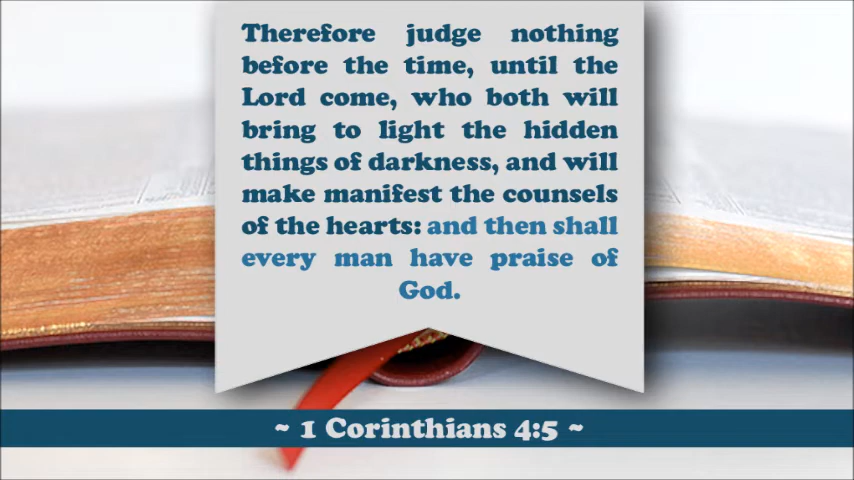 Therefore judge nothing
before the time, until the
Lord come, who both will
bring to light the hidden
things of darkness, and will
make manifest the counsels
of the hearts: and then shall
every man have praise of
God.
~ 1 Corinthians 4:5 ~